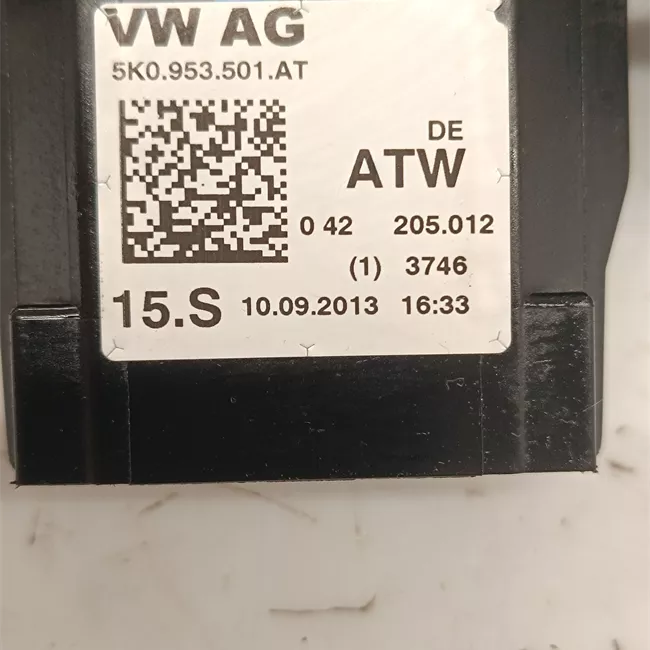 VW AG
5K0.953.501.AT
DE
ATW
0 42 205.012
(1) 3746
15.S 10.09.2013 16:33